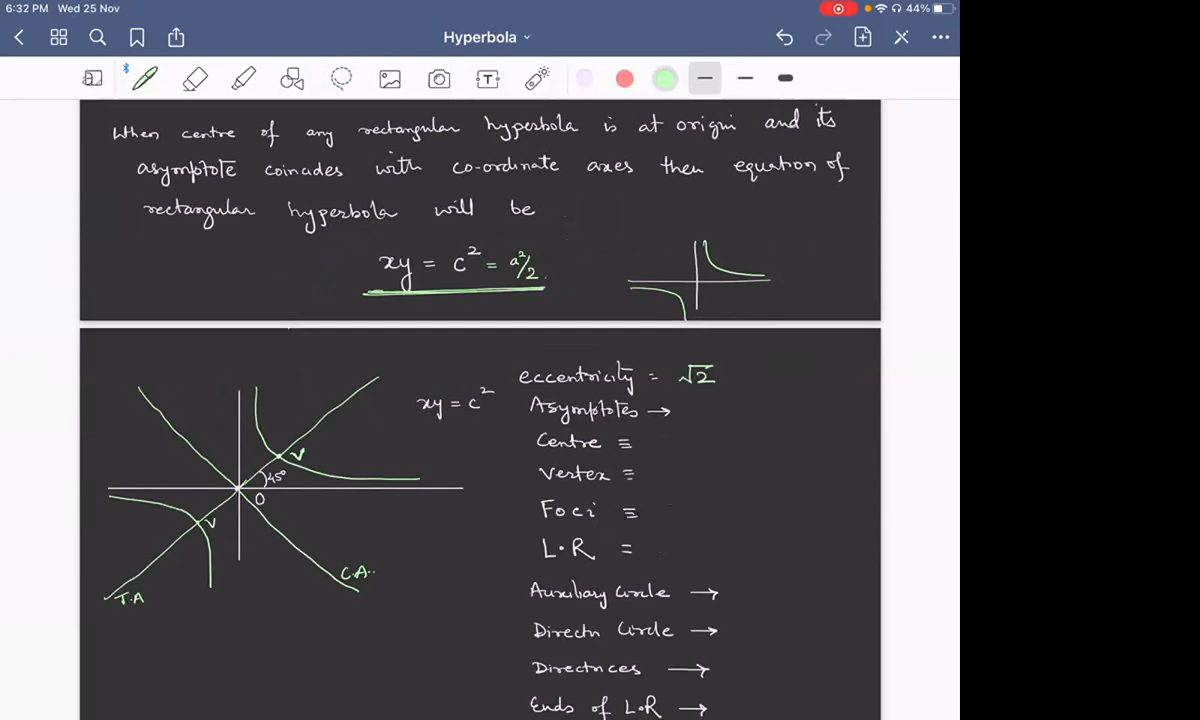 6:32 PM Wed 25 Nov
44%
Hyperbola
When centre of any rectangular hyperbola is at origin and its
asymptote coincides with co-ordinate axes then equation of
rectangular hyperbola will be
xy = c² = a²/2.
eccentricity = √2
xy = c²
Asymptotes →
Centre ≡
Vertex ≡
Foci ≡
L.R =
Auxiliary Circle →
Directn Circle →
Directrices →
Ends of L.R →
V
45°
O
V
C.A.
T.A